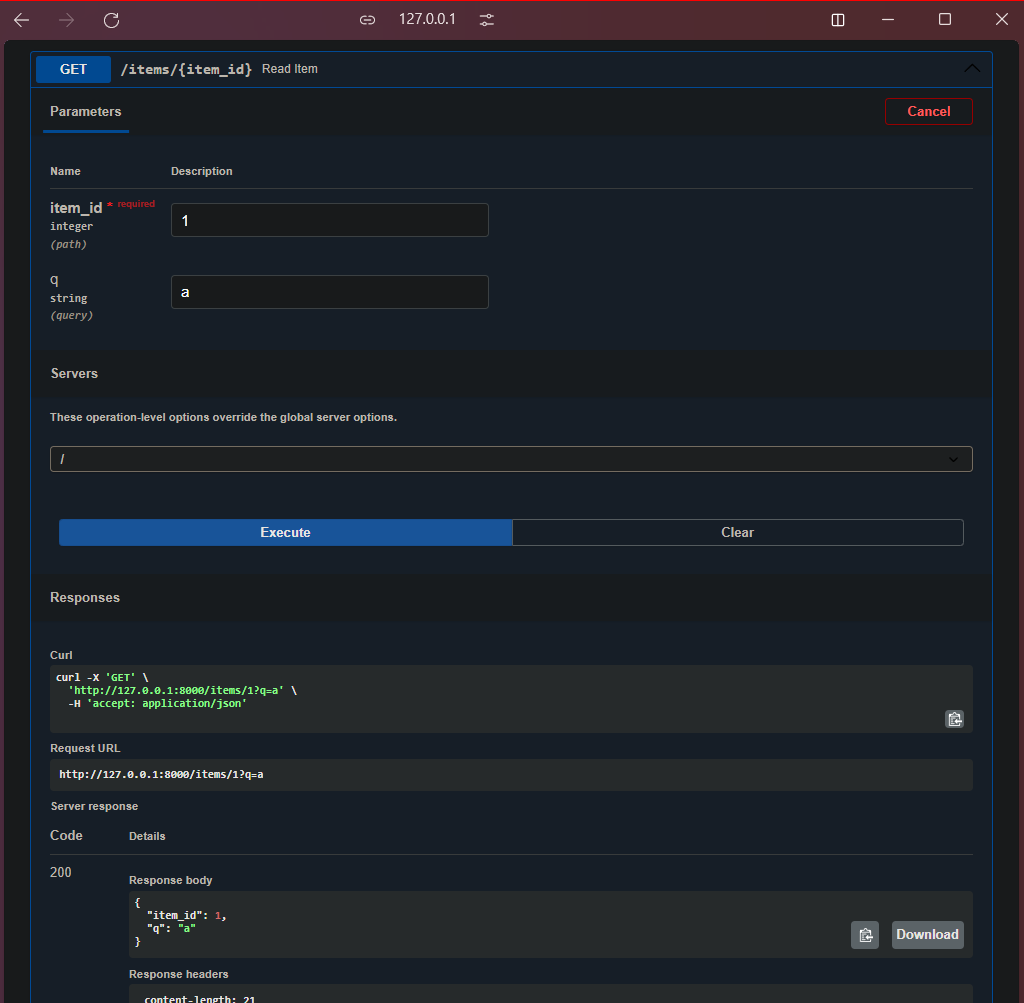 127.0.0.1
GET /items/{item_id} Read Item
Parameters Cancel
Name Description
item_id * required
integer
(path)
1
q
string
(query)
a
Servers
These operation-level options override the global server options.
/
Execute Clear
Responses
Curl
curl -X 'GET' \
'http://127.0.0.1:8000/items/1?q=a' \
-H 'accept: application/json'
Request URL
http://127.0.0.1:8000/items/1?q=a
Server response
Code Details
200
Response body
{
"item_id": 1,
"q": "a"
}
Download
Response headers
content-length: 21